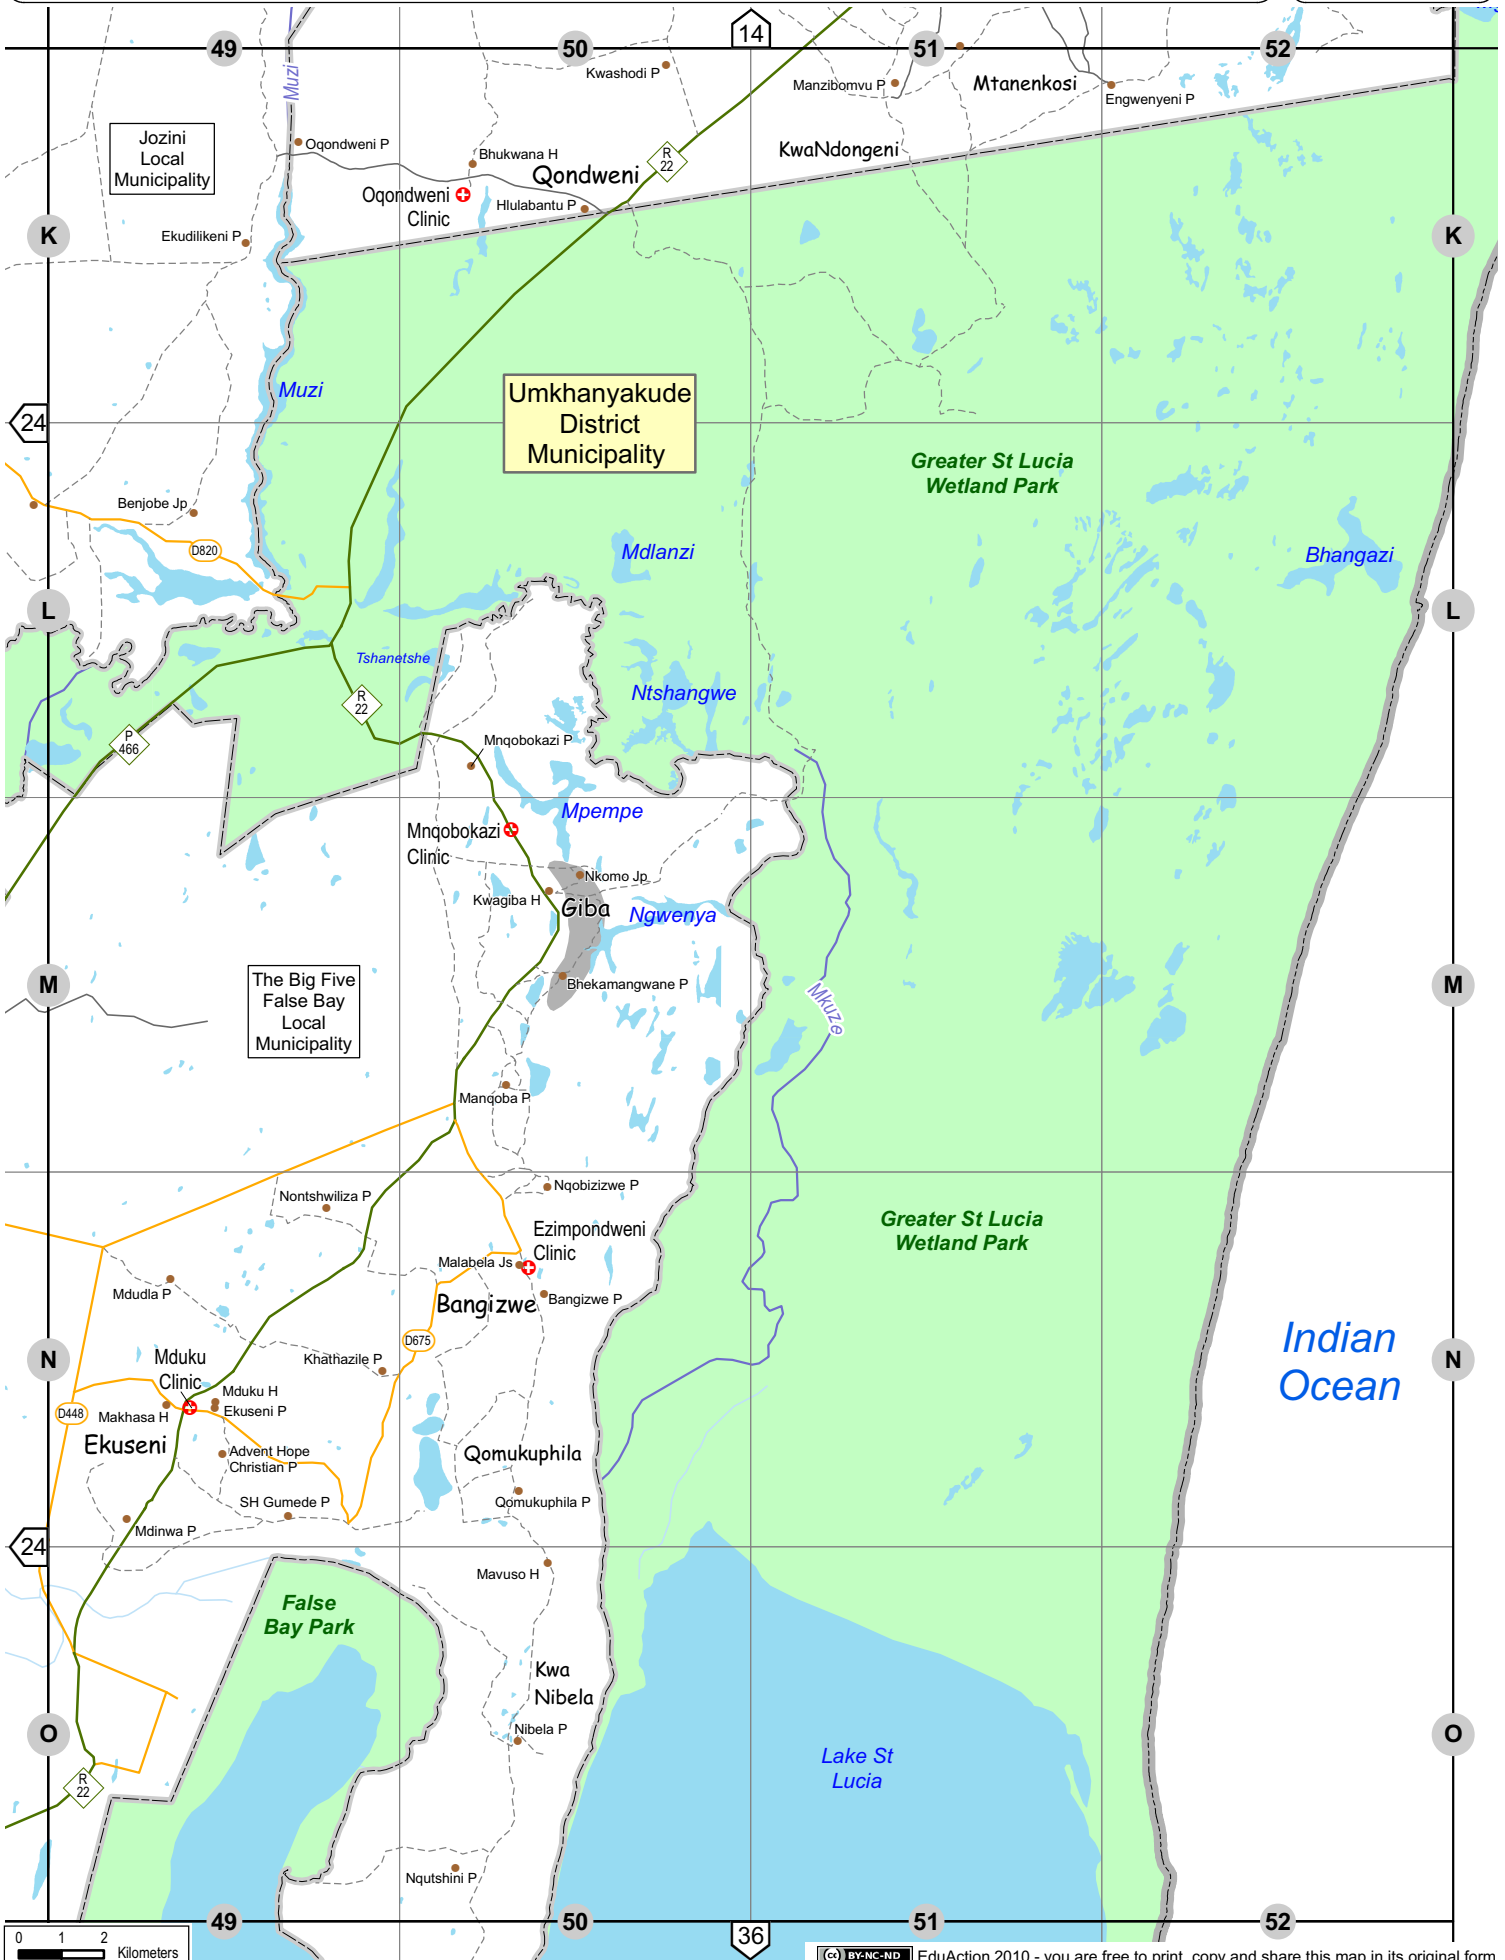 49
50
14
51
52
Muzi
Kwashodi P
Manzibomvu P
Mtanenkosi
Engwenyeni P
Jozini
Local
Municipality
Oqondweni P
Bhukwana H
R
22
KwaNdongeni
Qondweni
Oqondweni
Clinic
Hlulabantu P
K
Ekudilikeni P
K
Muzi
Umkhanyakude
District
Municipality
24
Greater St Lucia
Wetland Park
Benjobe Jp
D820
Mdlanzi
Bhangazi
L
L
Tshanetshe
Ntshangwe
R
22
P
466
Mnqobokazi P
Mpempe
Mnqobokazi
Clinic
Nkomo Jp
Kwagiba H
Giba
Ngwenya
The Big Five
False Bay
Local
Municipality
M
Bhekamangwane P
M
Mkuze
Manqoba P
Nqobizizwe P
Nontshwiliza P
Greater St Lucia
Wetland Park
Ezimpondweni
Clinic
Malabela Js
Mdudla P
Bangizwe
Bangizwe P
D675
Indian
Ocean
N
Mduku
Clinic
Khathazile P
N
Mduku H
D448
Makhasa H
Ekuseni P
Ekuseni
Advent Hope
Christian P
Qomukuphila
SH Gumede P
Qomukuphila P
Mdinwa P
24
Mavuso H
False
Bay Park
Kwa
Nibela
Nibela P
O
O
Lake St
Lucia
R
22
Nqutshini P
49
50
36
51
52
0 1 2
Kilometers
(cc) BY-NC-ND EduAction 2010 - you are free to print, copy and share this map in its original form